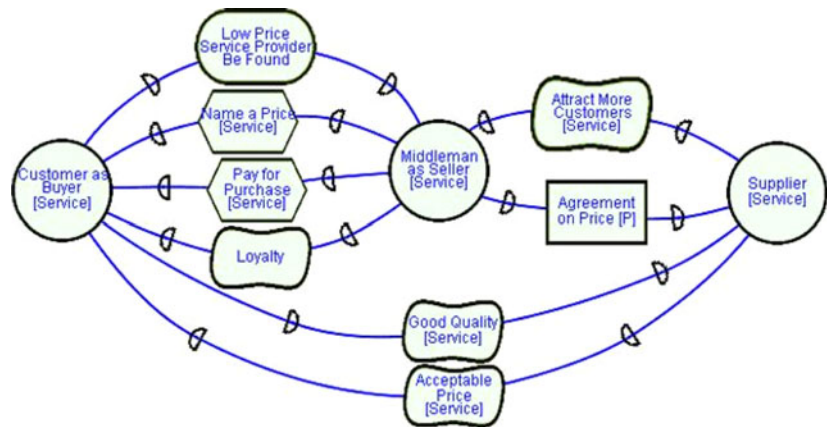 Low Price
Service Provider
Be Found
Name a Price
[Service]
Attract More
Customers
[Service]
Customer as
Buyer
[Service]
Pay for
Purchase
[Service]
Middleman
as Seller
[Service]
Supplier
[Service]
Agreement
on Price [P]
Loyalty
Good Quality
[Service]
Acceptable
Price
[Service]